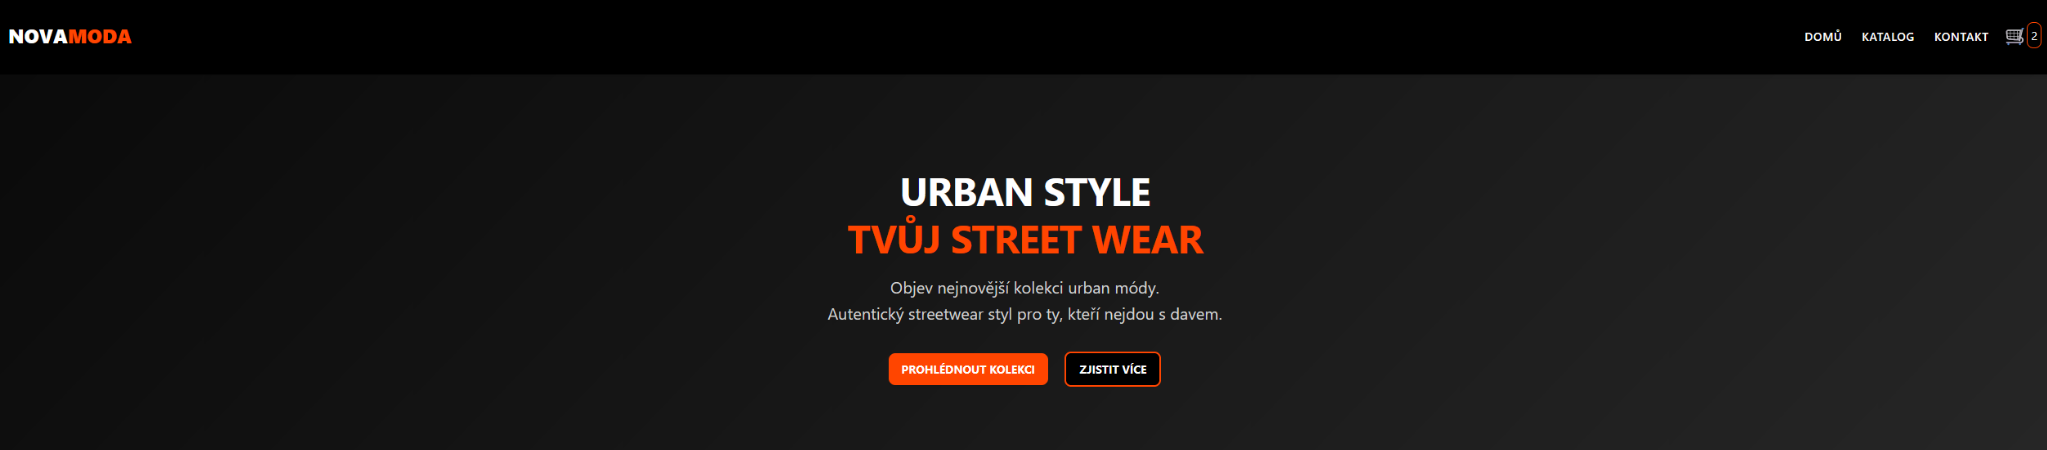 NOVAMODA
DOMŮ KATALOG KONTAKT 2
URBAN STYLE
TVŮJ STREET WEAR
Objev nejnovější kolekci urban módy.
Autentický streetwear styl pro ty, kteří nejdou s davem.
PROHLÉDNOUT KOLEKCI ZJISTIT VÍCE